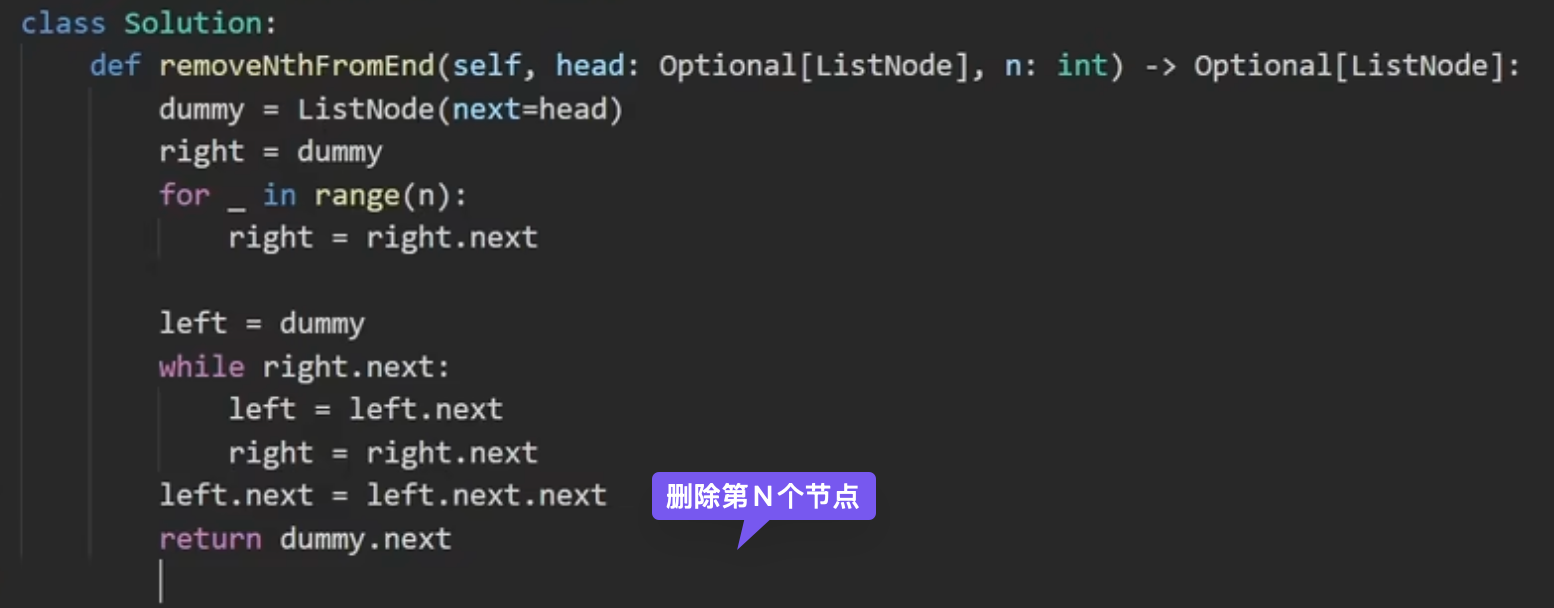 class Solution:
    def removeNthFromEnd(self, head: Optional[ListNode], n: int) -> Optional[ListNode]:
        dummy = ListNode(next=head)
        right = dummy
        for _ in range(n):
            right = right.next
        left = dummy
        while right.next:
            left = left.next
            right = right.next
        left.next = left.next.next
删除第N个节点
        return dummy.next